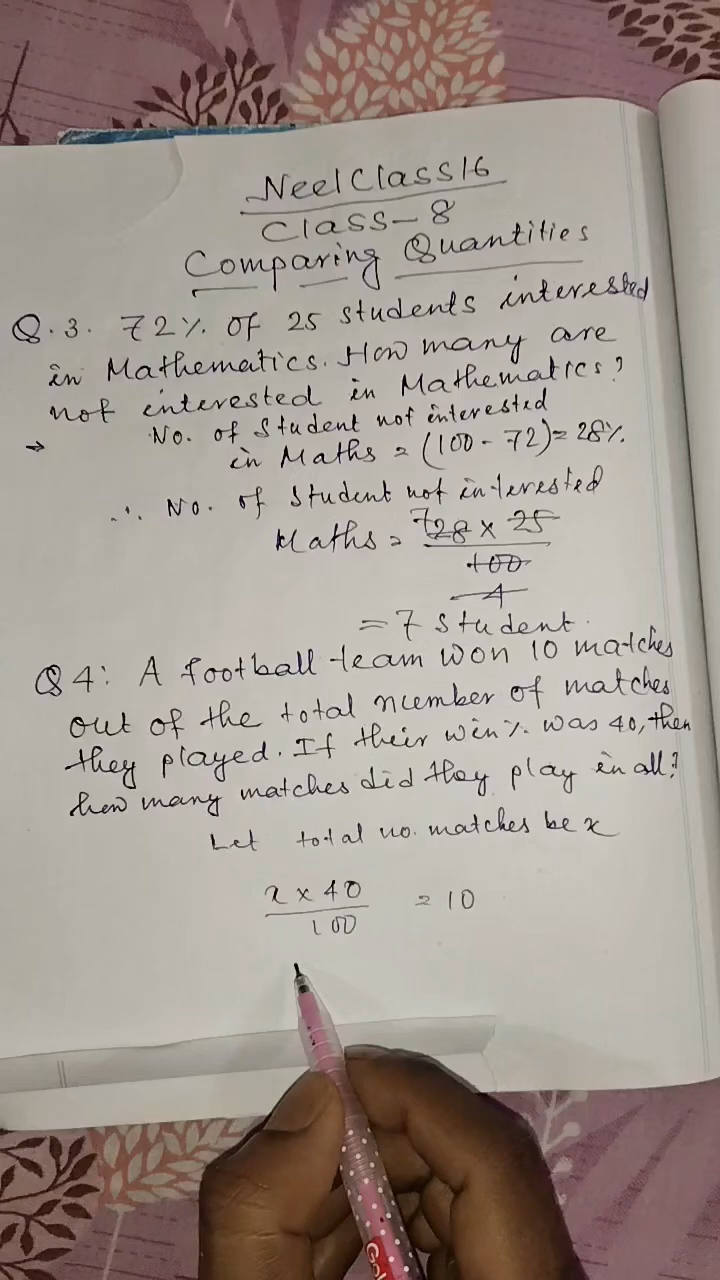 NeelClass16
Class-8
Comparing Quantities
Q.3. 72% of 25 students interested
in Mathematics. How many are
not interested in Mathematics?
→ No. of Student not interested
in Maths = (100-72)=28%
∴ No. of Student not interested
Maths = 7 28 x 25
100
4
= 7 Student.
Q4: A football team won 10 matches
out of the total number of matches
they played. If their win% was 40, then
how many matches did they play in all?
Let total no. matches be x
x x 40 = 10
100